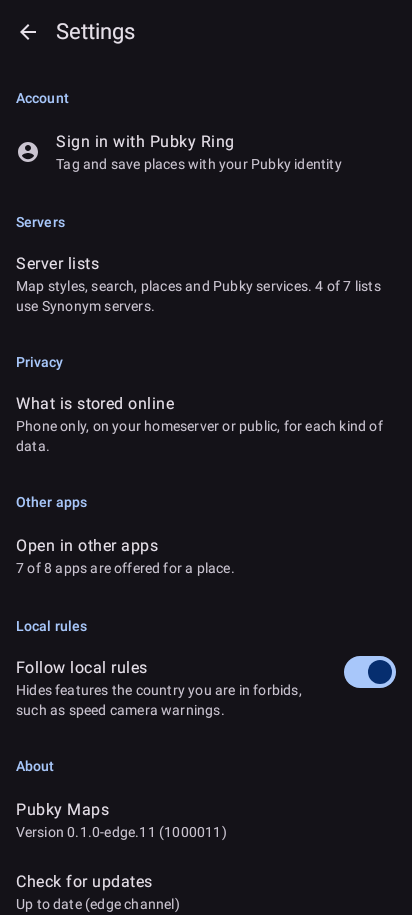 Settings
Account
Sign in with Pubky Ring
Tag and save places with your Pubky identity
Servers
Server lists
Map styles, search, places and Pubky services. 4 of 7 lists
use Synonym servers.
Privacy
What is stored online
Phone only, on your homeserver or public, for each kind of
data.
Other apps
Open in other apps
7 of 8 apps are offered for a place.
Local rules
Follow local rules
Hides features the country you are in forbids,
such as speed camera warnings.
About
Pubky Maps
Version 0.1.0-edge.11 (1000011)
Check for updates
Up to date (edge channel)